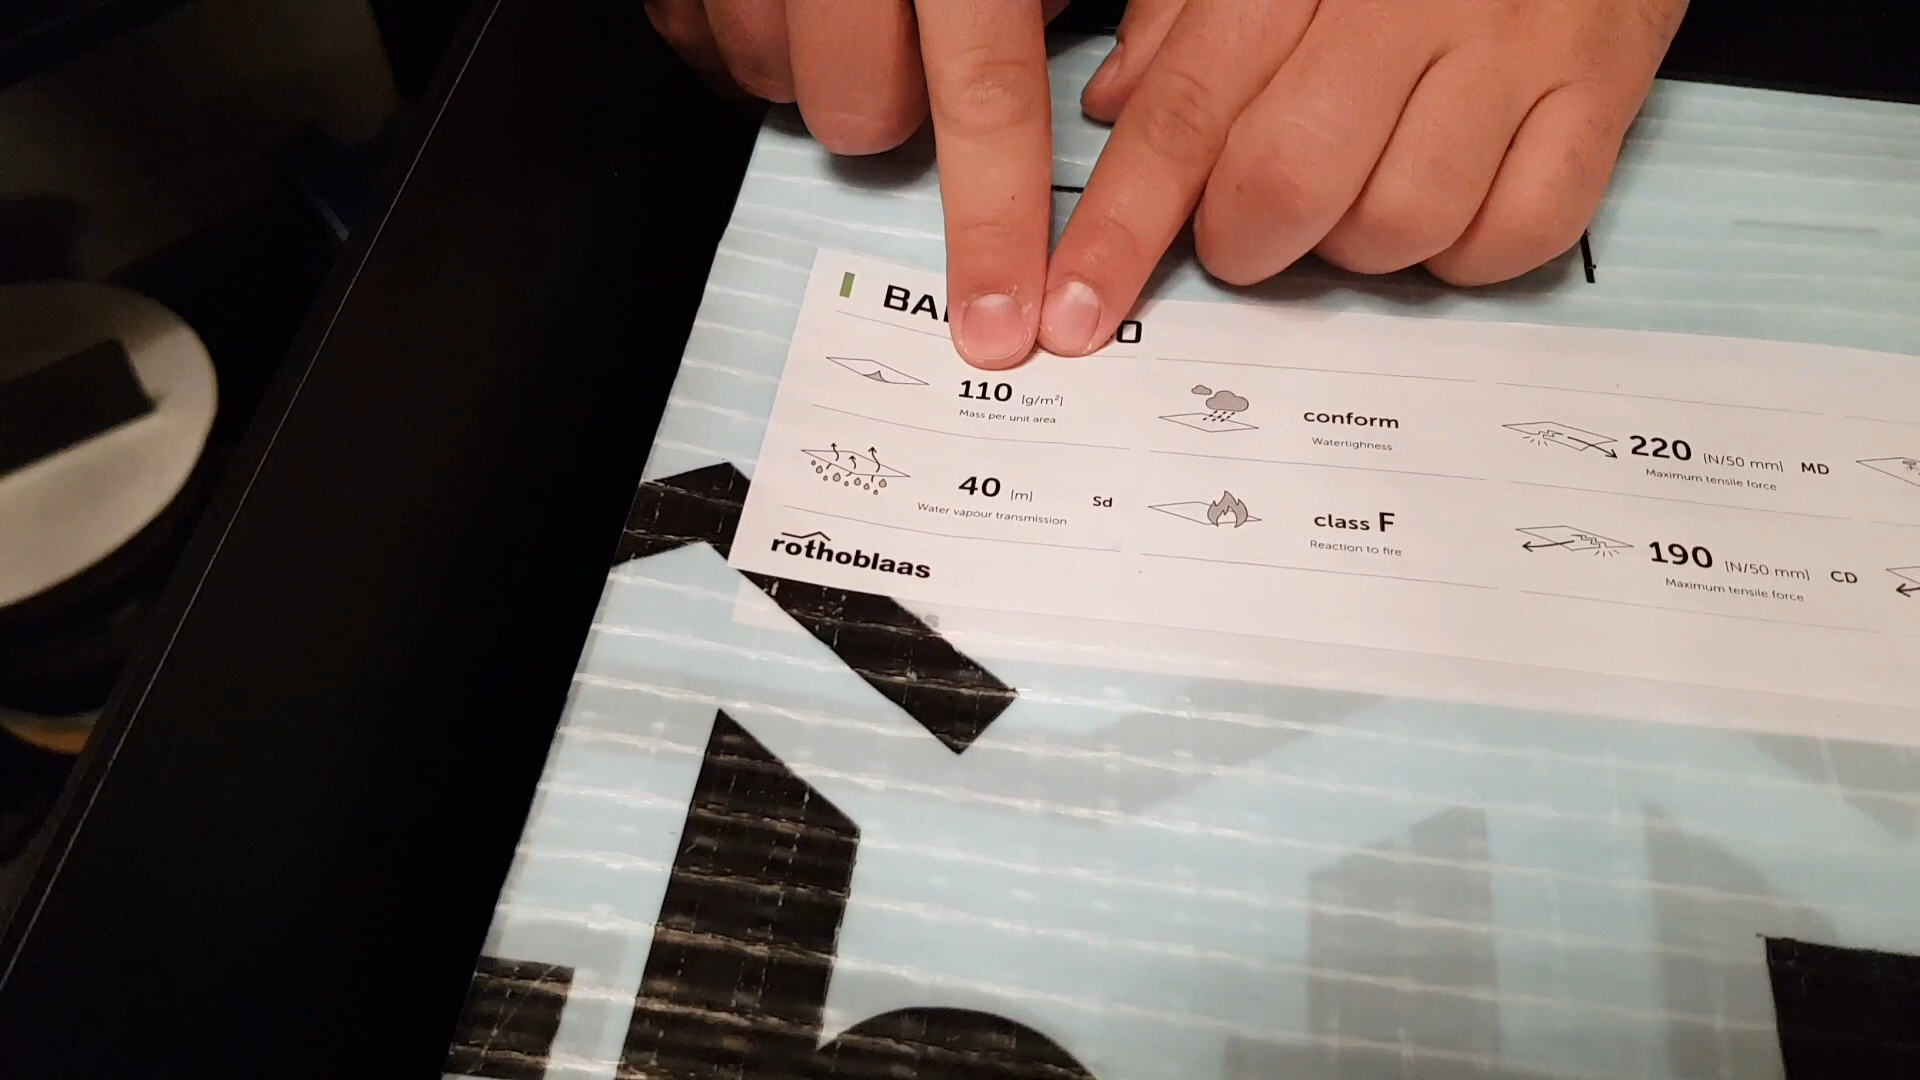 110 [g/m²]
Mass per unit area
conform
Watertighness
220 [N/50 mm] MD
Maximum tensile force
40 [m] Sd
Water vapour transmission
class F
Reaction to fire
190 [N/50 mm] CD
Maximum tensile force
rothoblaas